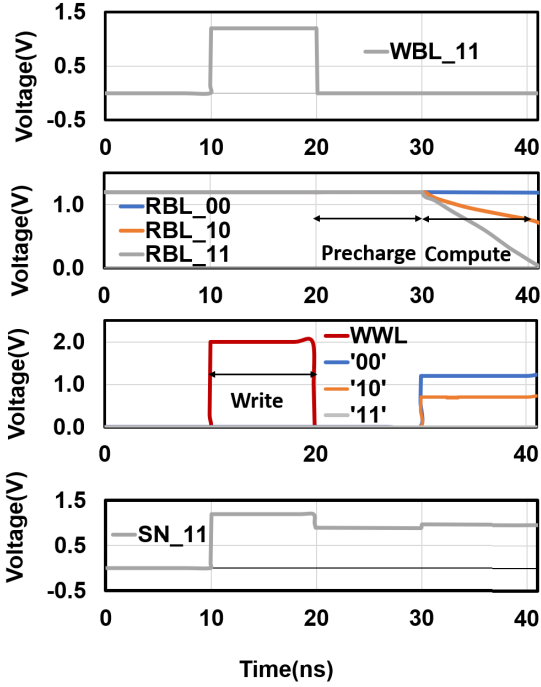 Voltage(V)
1.5
0.5
-0.5
WBL_11
0 10 20 30 40
Voltage(V)
1.0
0.0
RBL_00
RBL_10
RBL_11
Precharge
Compute
0 10 20 30 40
Voltage(V)
2.0
1.0
0.0
WWL
'00'
'10'
'11'
Write
0 10 20 30 40
Voltage(V)
1.5
0.5
-0.5
SN_11
0 10 20 30 40
Time(ns)